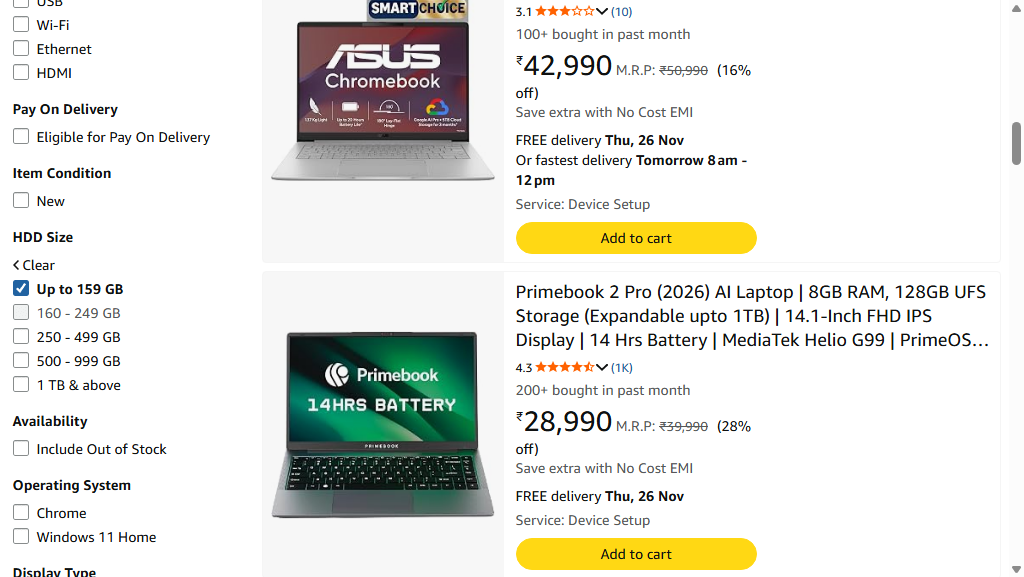 USB
Wi-Fi
Ethernet
HDMI
Pay On Delivery
Eligible for Pay On Delivery
Item Condition
New
HDD Size
Clear
Up to 159 GB
160 - 249 GB
250 - 499 GB
500 - 999 GB
1 TB & above
Availability
Include Out of Stock
Operating System
Chrome
Windows 11 Home
Display Type
SMART CHOICE
ASUS
Chromebook
3.1 (10)
100+ bought in past month
₹42,990 M.R.P: ₹50,990 (16%
off)
Save extra with No Cost EMI
FREE delivery Thu, 26 Nov
Or fastest delivery Tomorrow 8 am -
12 pm
Service: Device Setup
Add to cart
Primebook
14HRS BATTERY
PRIMEBOOK
Primebook 2 Pro (2026) AI Laptop | 8GB RAM, 128GB UFS
Storage (Expandable upto 1TB) | 14.1-Inch FHD IPS
Display | 14 Hrs Battery | MediaTek Helio G99 | PrimeOS…
4.3 (1K)
200+ bought in past month
₹28,990 M.R.P: ₹39,990 (28%
off)
Save extra with No Cost EMI
FREE delivery Thu, 26 Nov
Service: Device Setup
Add to cart